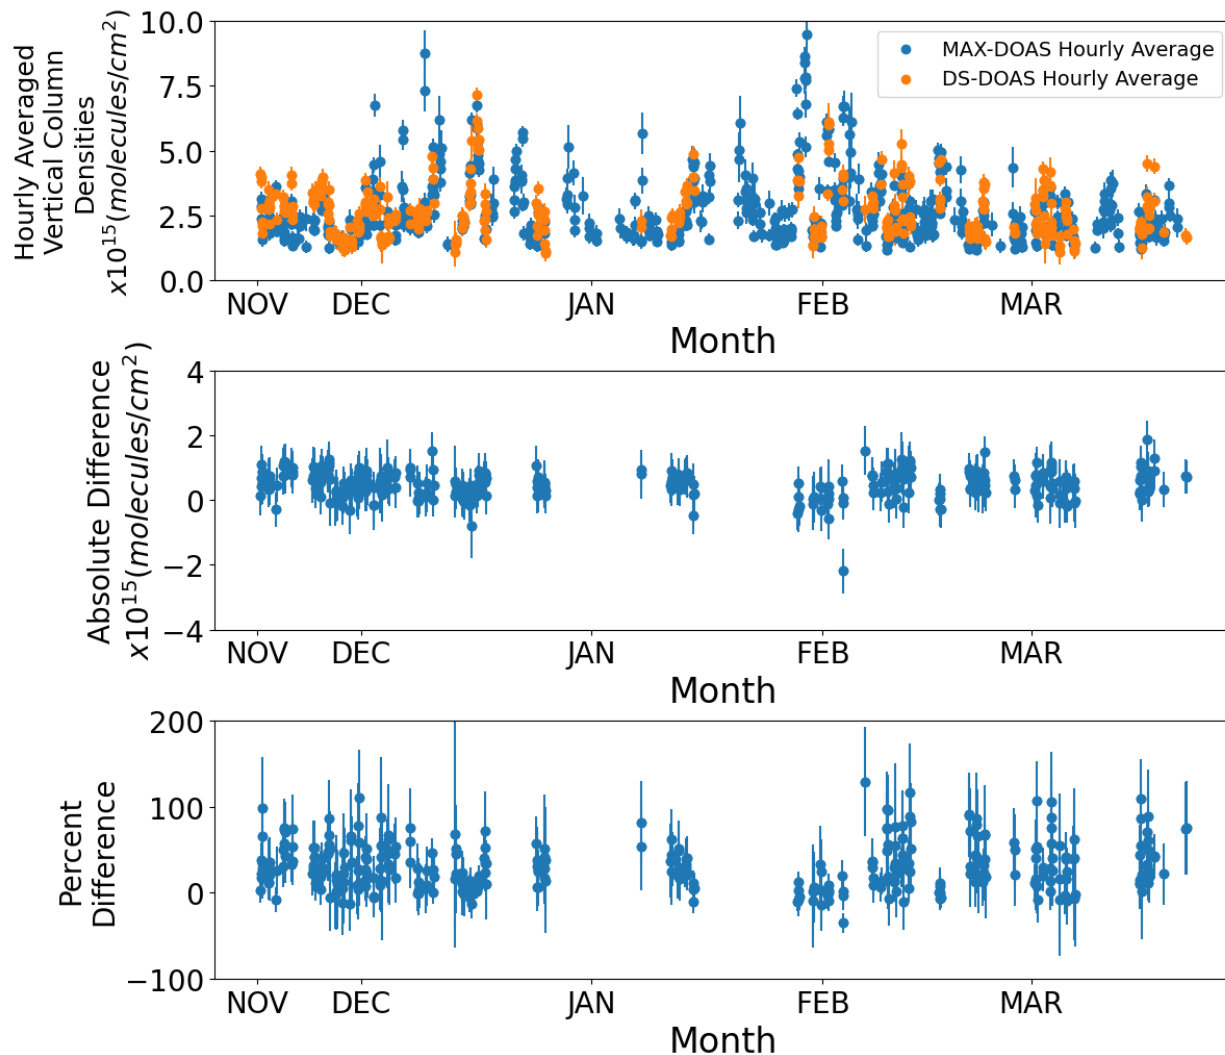 Hourly Averaged
Vertical Column
Densities
x10^15(molecules/cm^2)
10.0
7.5
5.0
2.5
0.0
MAX-DOAS Hourly Average
DS-DOAS Hourly Average
NOV DEC JAN FEB MAR
Month
Absolute Difference
x10^15(molecules/cm^2)
4
2
0
−2
−4
NOV DEC JAN FEB MAR
Month
Percent
Difference
200
100
0
−100
NOV DEC JAN FEB MAR
Month